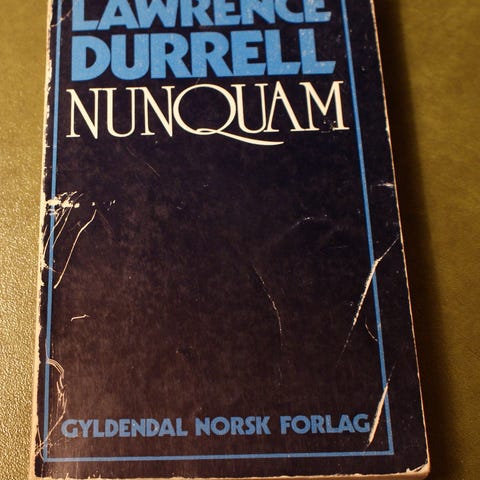 LAWRENCE
DURRELL
NUNQUAM
GYLDENDAL NORSK FORLAG